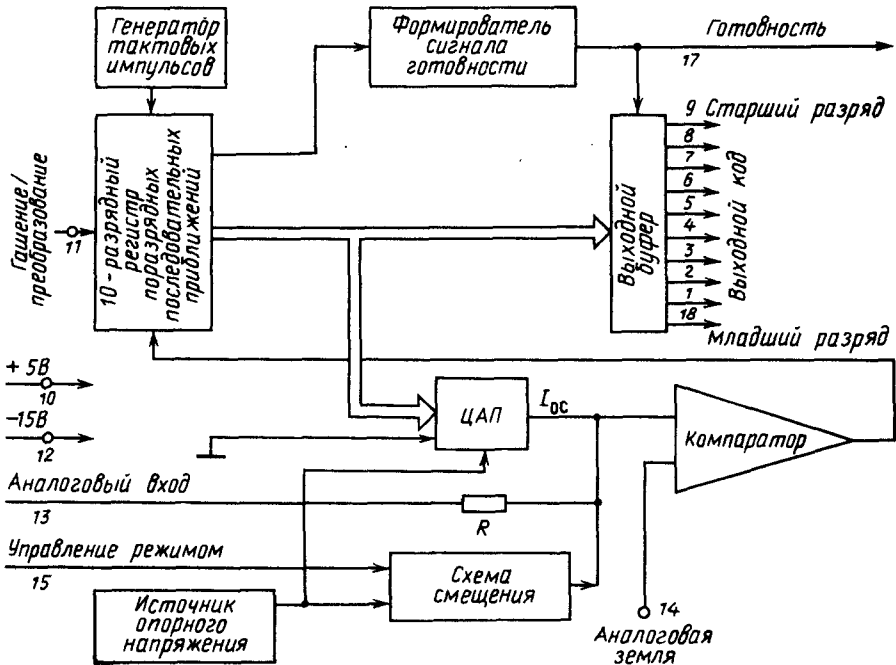 Генератор
тактовых
импульсов
Формирователь
сигнала
готовности
Готовность
17
Гашение/
преобразование
11
10-разрядный
регистр
поразрядных
последовательных
приближений
Выходной
буфер
9 Старший разряд
8
7
6
5
4
3
2
1
18
Выходной код
Младший разряд
+5В
10
-15В
12
ЦАП
Iос
Компаратор
Аналоговый вход
13
R
Управление режимом
15
Схема
смещения
Источник
опорного
напряжения
14
Аналоговая
земля